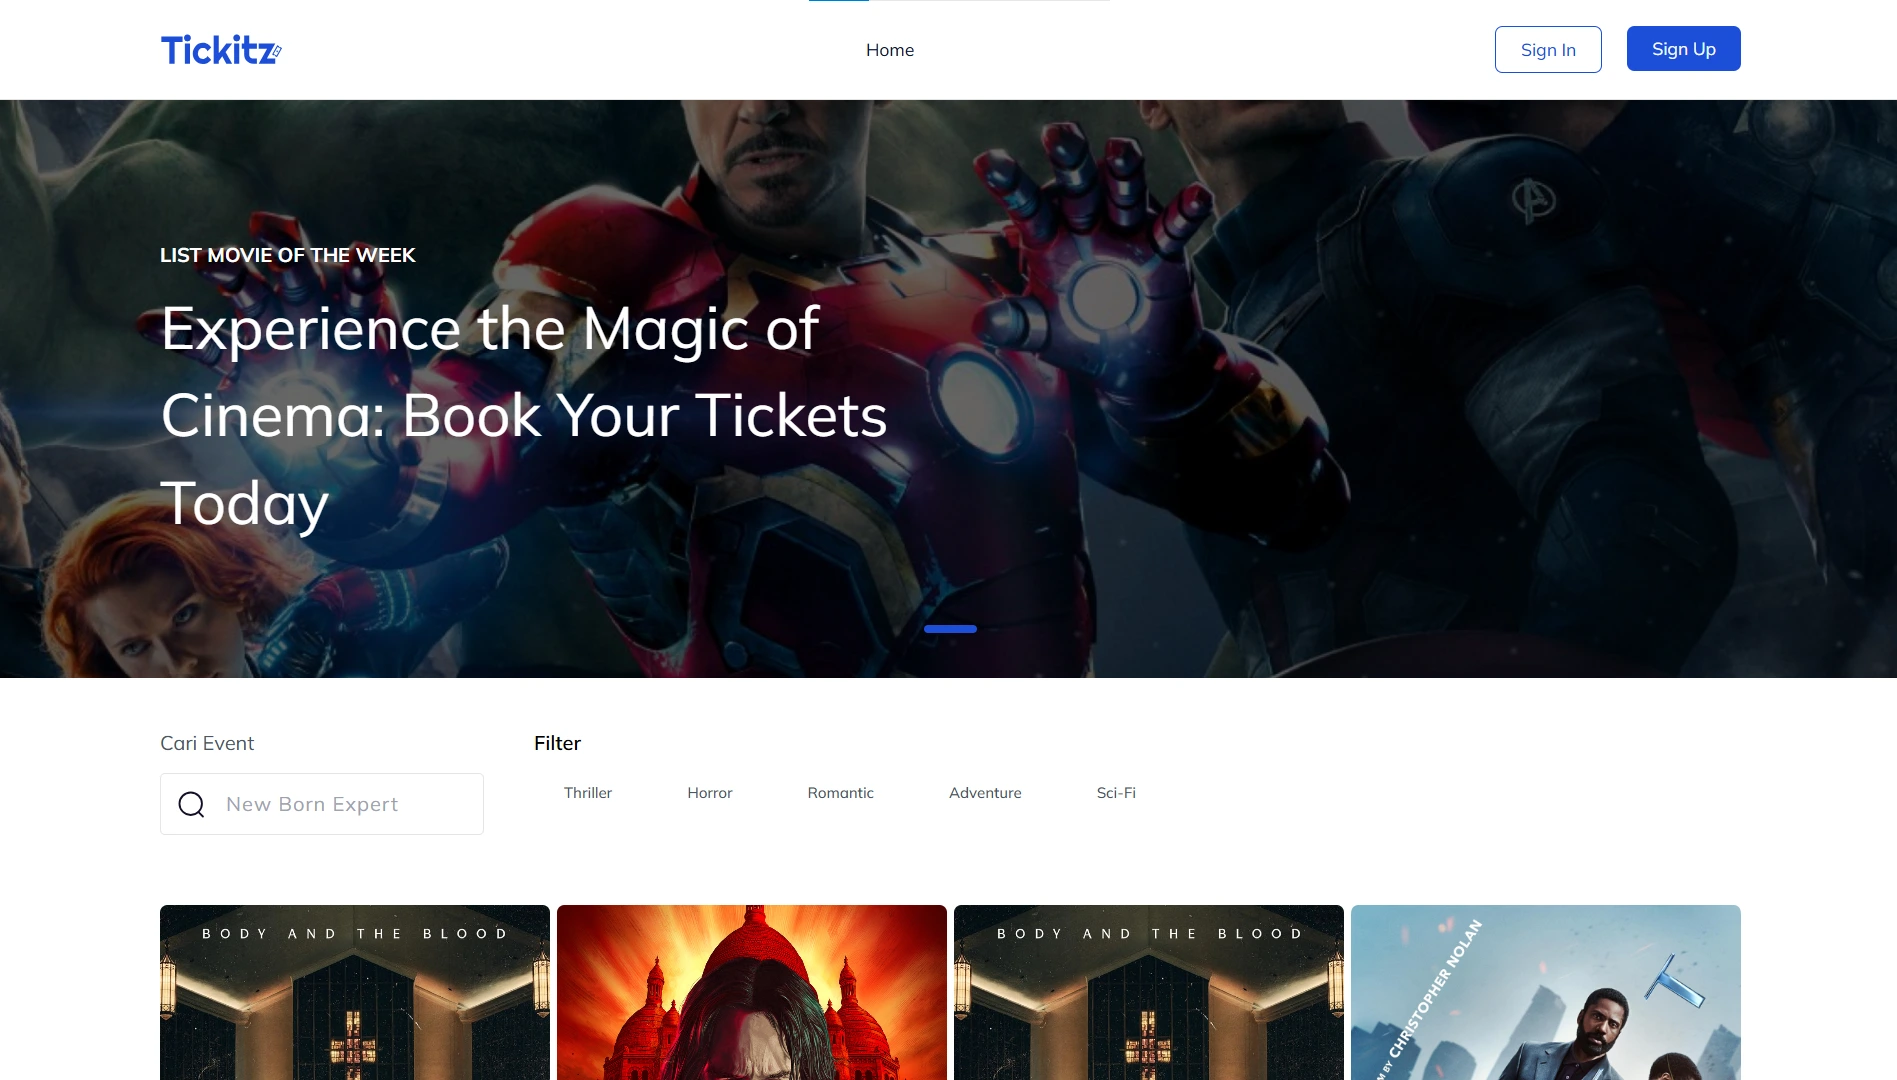 Tickitz
Home
Sign In
Sign Up
LIST MOVIE OF THE WEEK
Experience the Magic of
Cinema: Book Your Tickets
Today
Cari Event
Filter
New Born Expert
Thriller
Horror
Romantic
Adventure
Sci-Fi
BODY AND THE BLOOD
BODY AND THE BLOOD
BY CHRISTOPHER NOLAN